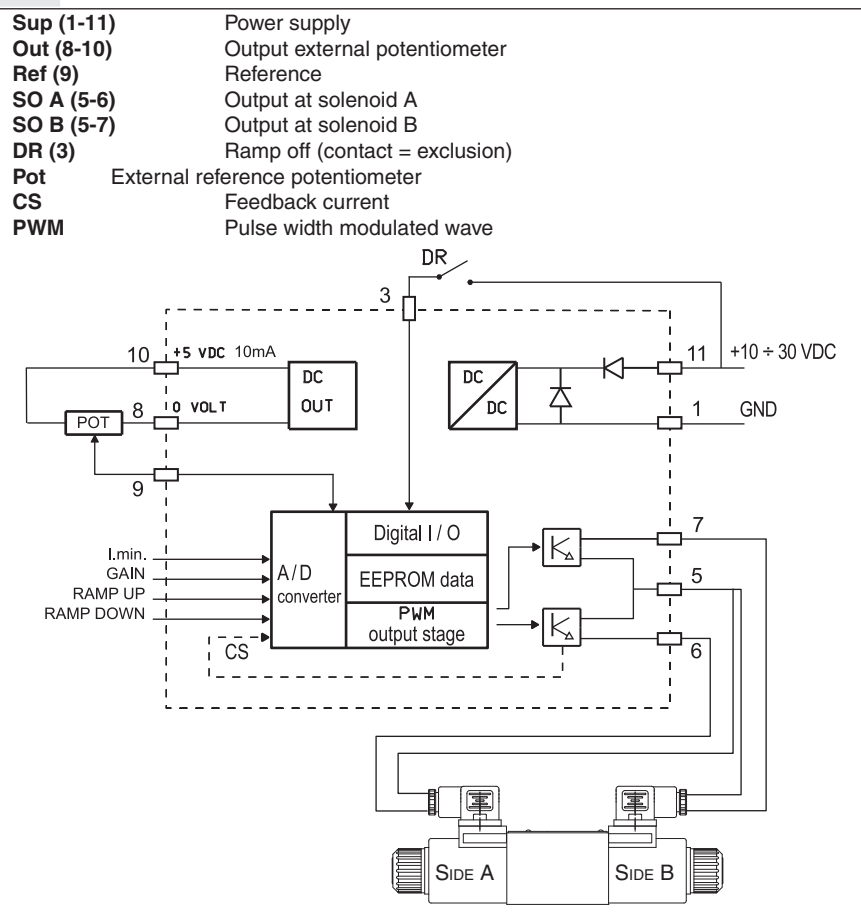 Sup (1-11) Power supply
Out (8-10) Output external potentiometer
Ref (9) Reference
SO A (5-6) Output at solenoid A
SO B (5-7) Output at solenoid B
DR (3) Ramp off (contact = exclusion)
Pot External reference potentiometer
CS Feedback current
PWM Pulse width modulated wave
DR
3
10 +5 VDC 10mA
DC
OUT
DC
DC
11 +10 ÷ 30 VDC
POT 8 0 VOLT
1 GND
9
Digital I / O
7
I.min.
GAIN
RAMP UP
RAMP DOWN
A/D
converter
EEPROM data
5
PWM
output stage
CS
6
SIDE A
SIDE B